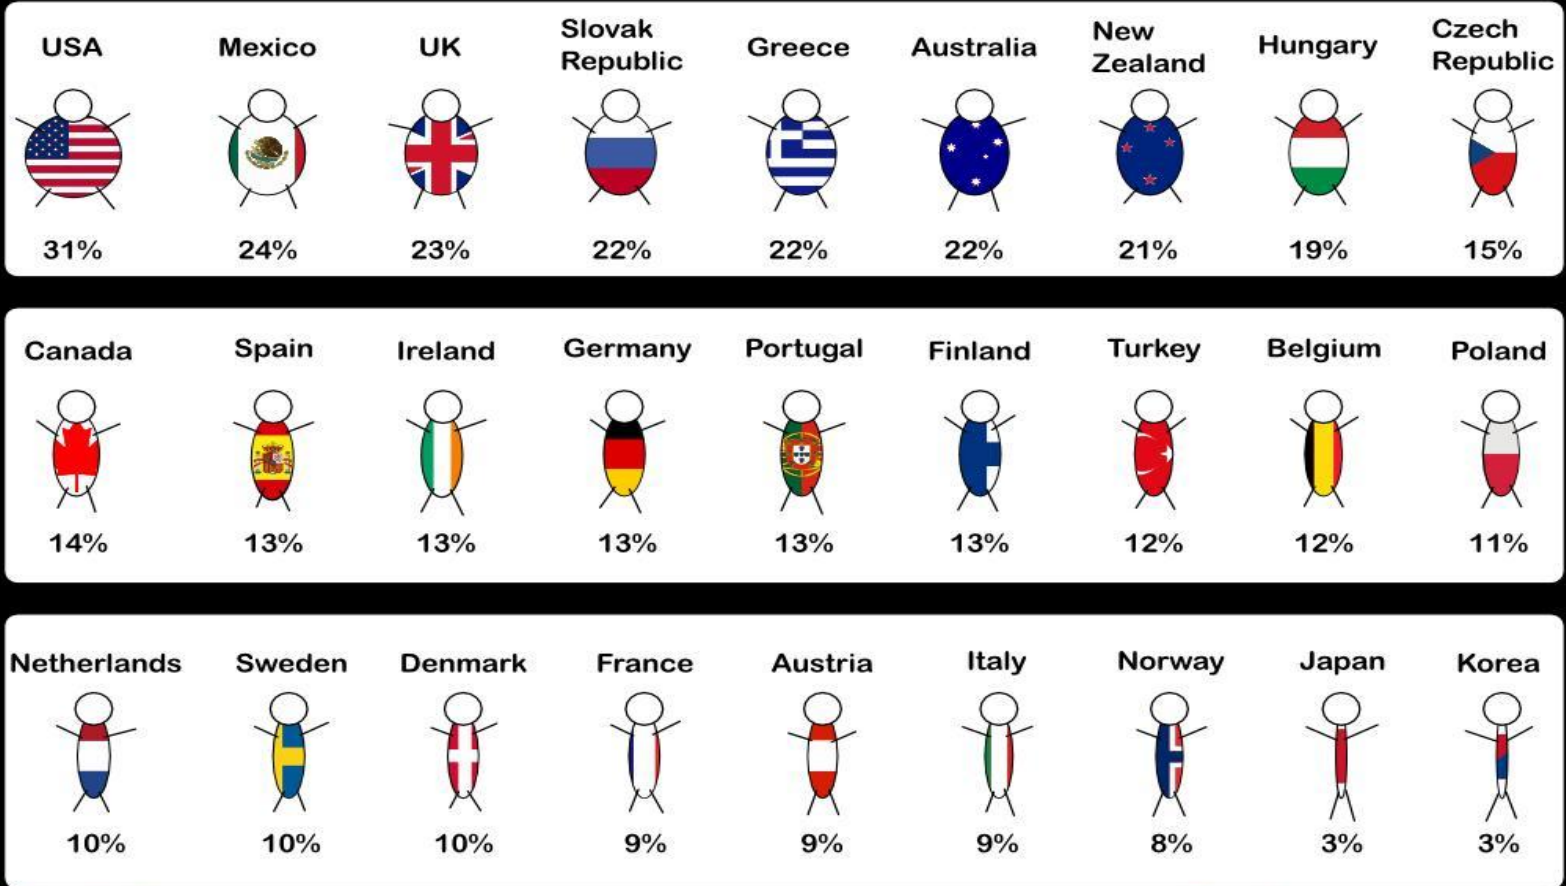 USA
Mexico
UK
Slovak
Republic
Greece
Australia
New
Zealand
Hungary
Czech
Republic
31%
24%
23%
22%
22%
22%
21%
19%
15%
Canada
Spain
Ireland
Germany
Portugal
Finland
Turkey
Belgium
Poland
14%
13%
13%
13%
13%
13%
12%
12%
11%
Netherlands
Sweden
Denmark
France
Austria
Italy
Norway
Japan
Korea
10%
10%
10%
9%
9%
9%
8%
3%
3%